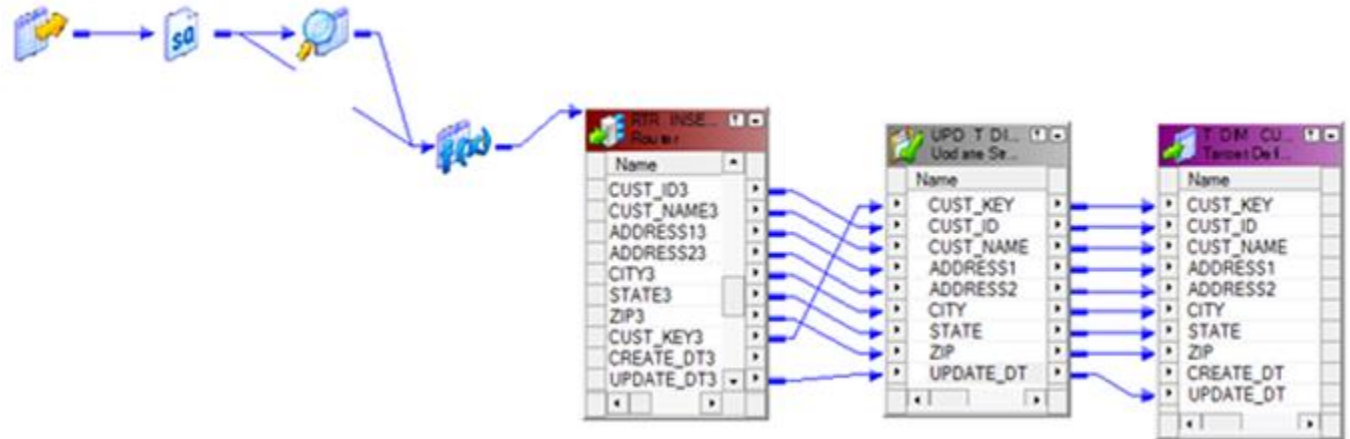 sq
f(x)
RTR_INSE...
Router
Name
CUST_ID3
CUST_NAME3
ADDRESS13
ADDRESS23
CITY3
STATE3
ZIP3
CUST_KEY3
CREATE_DT3
UPDATE_DT3
UPD_T_DI...
Update Str...
Name
CUST_KEY
CUST_ID
CUST_NAME
ADDRESS1
ADDRESS2
CITY
STATE
ZIP
UPDATE_DT
T_DIM_CU...
Target Defi...
Name
CUST_KEY
CUST_ID
CUST_NAME
ADDRESS1
ADDRESS2
CITY
STATE
ZIP
CREATE_DT
UPDATE_DT